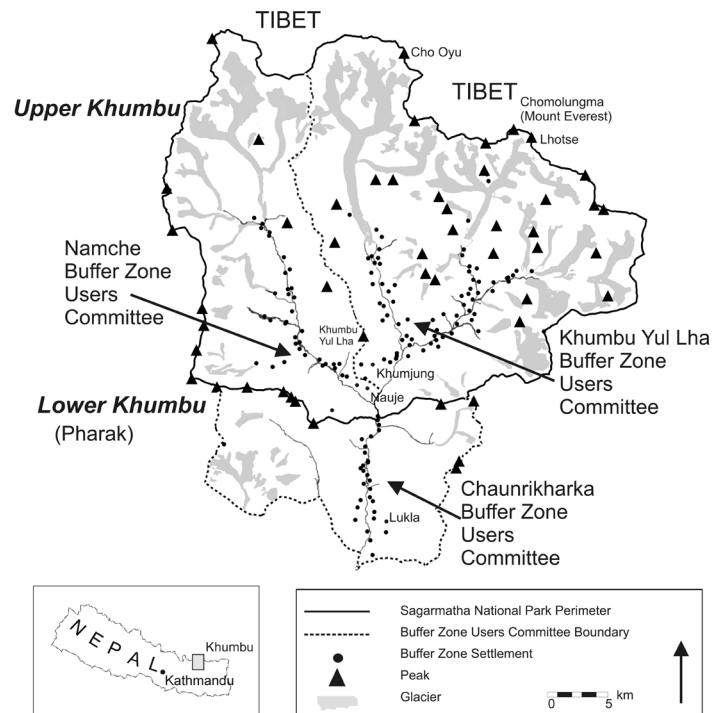 TIBET
Cho Oyu
TIBET
Upper Khumbu
Chomolungma
(Mount Everest)
Lhotse
Namche
Buffer Zone
Users
Committee
Khumbu
Yul Lha
Khumbu Yul Lha
Buffer Zone
Users
Committee
Khumjung
Nauje
Lower Khumbu
(Pharak)
Chaunrikharka
Buffer Zone
Users
Committee
Lukla
NEPAL
Khumbu
Kathmandu
Sagarmatha National Park Perimeter
Buffer Zone Users Committee Boundary
Buffer Zone Settlement
Peak
Glacier
km
0 5